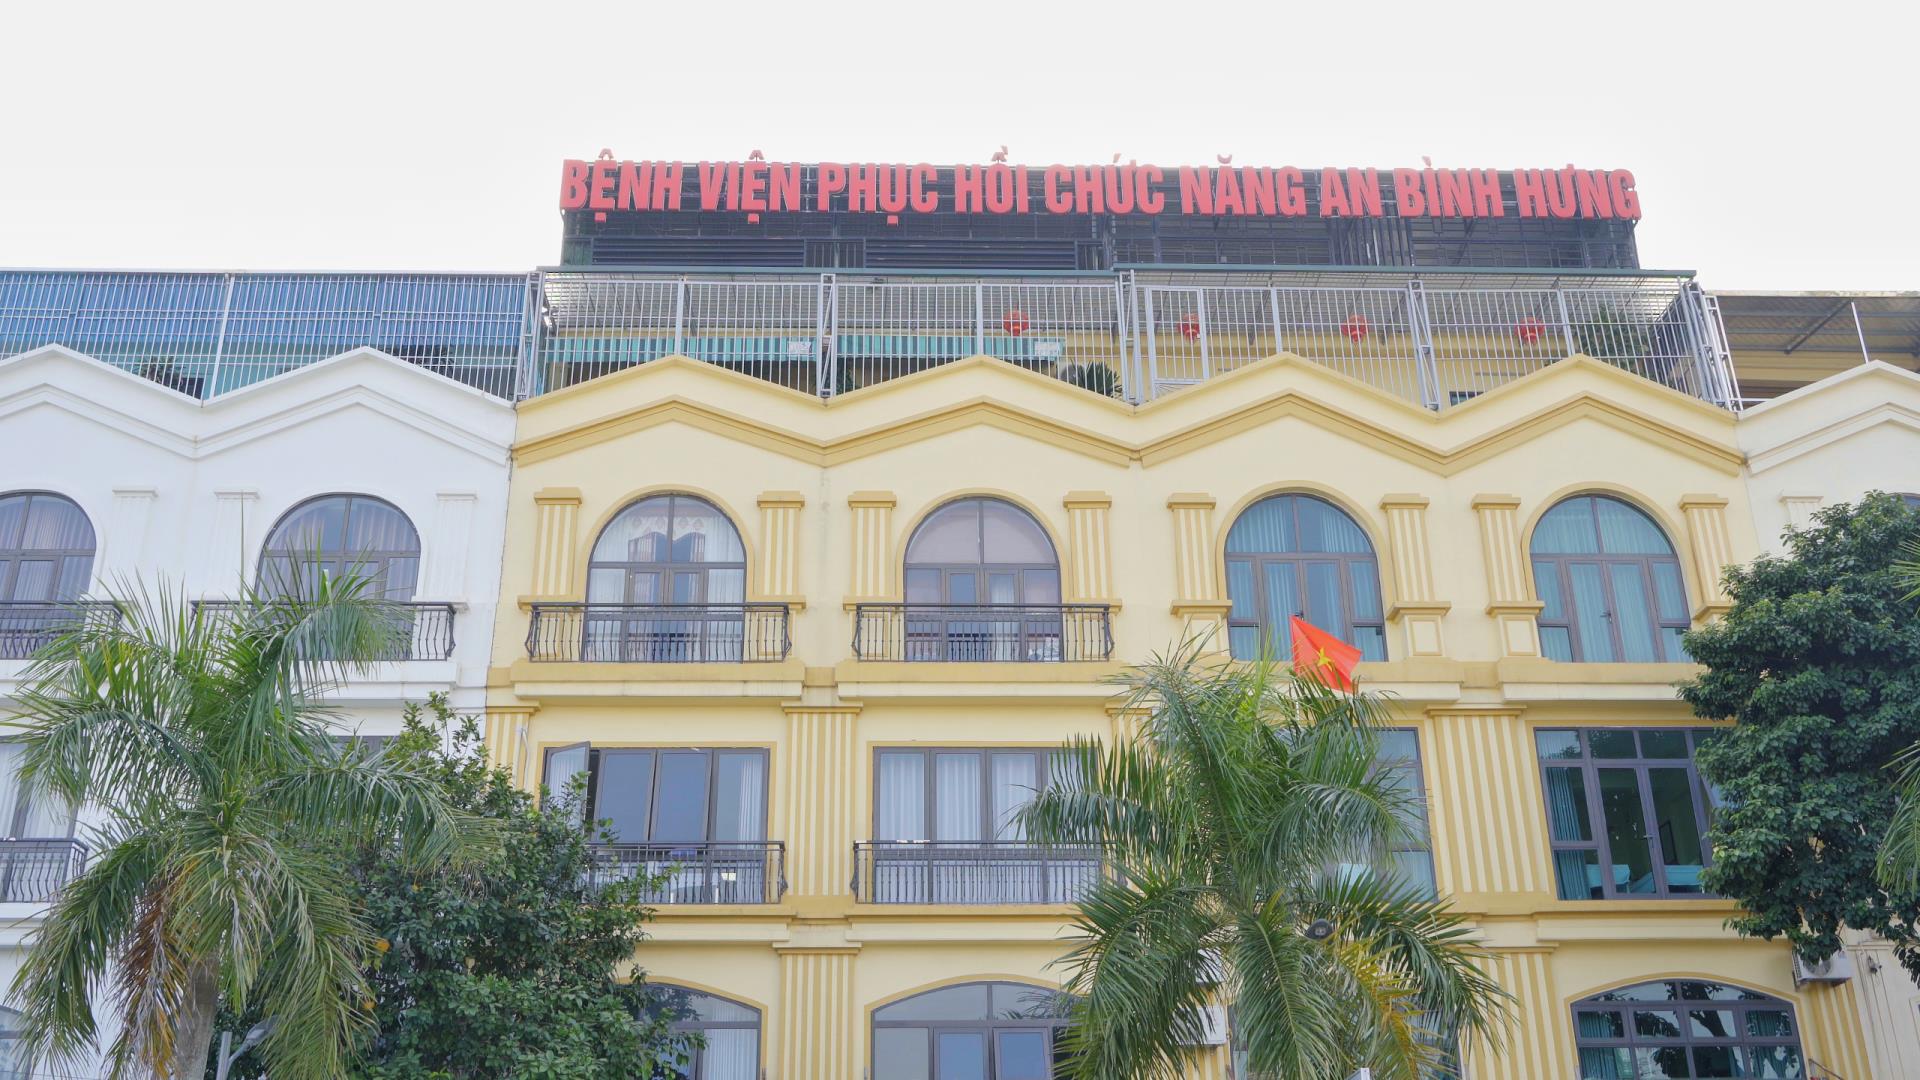 BỆNH VIỆN PHỤC HỒI CHỨC NĂNG AN BÌNH HƯNG